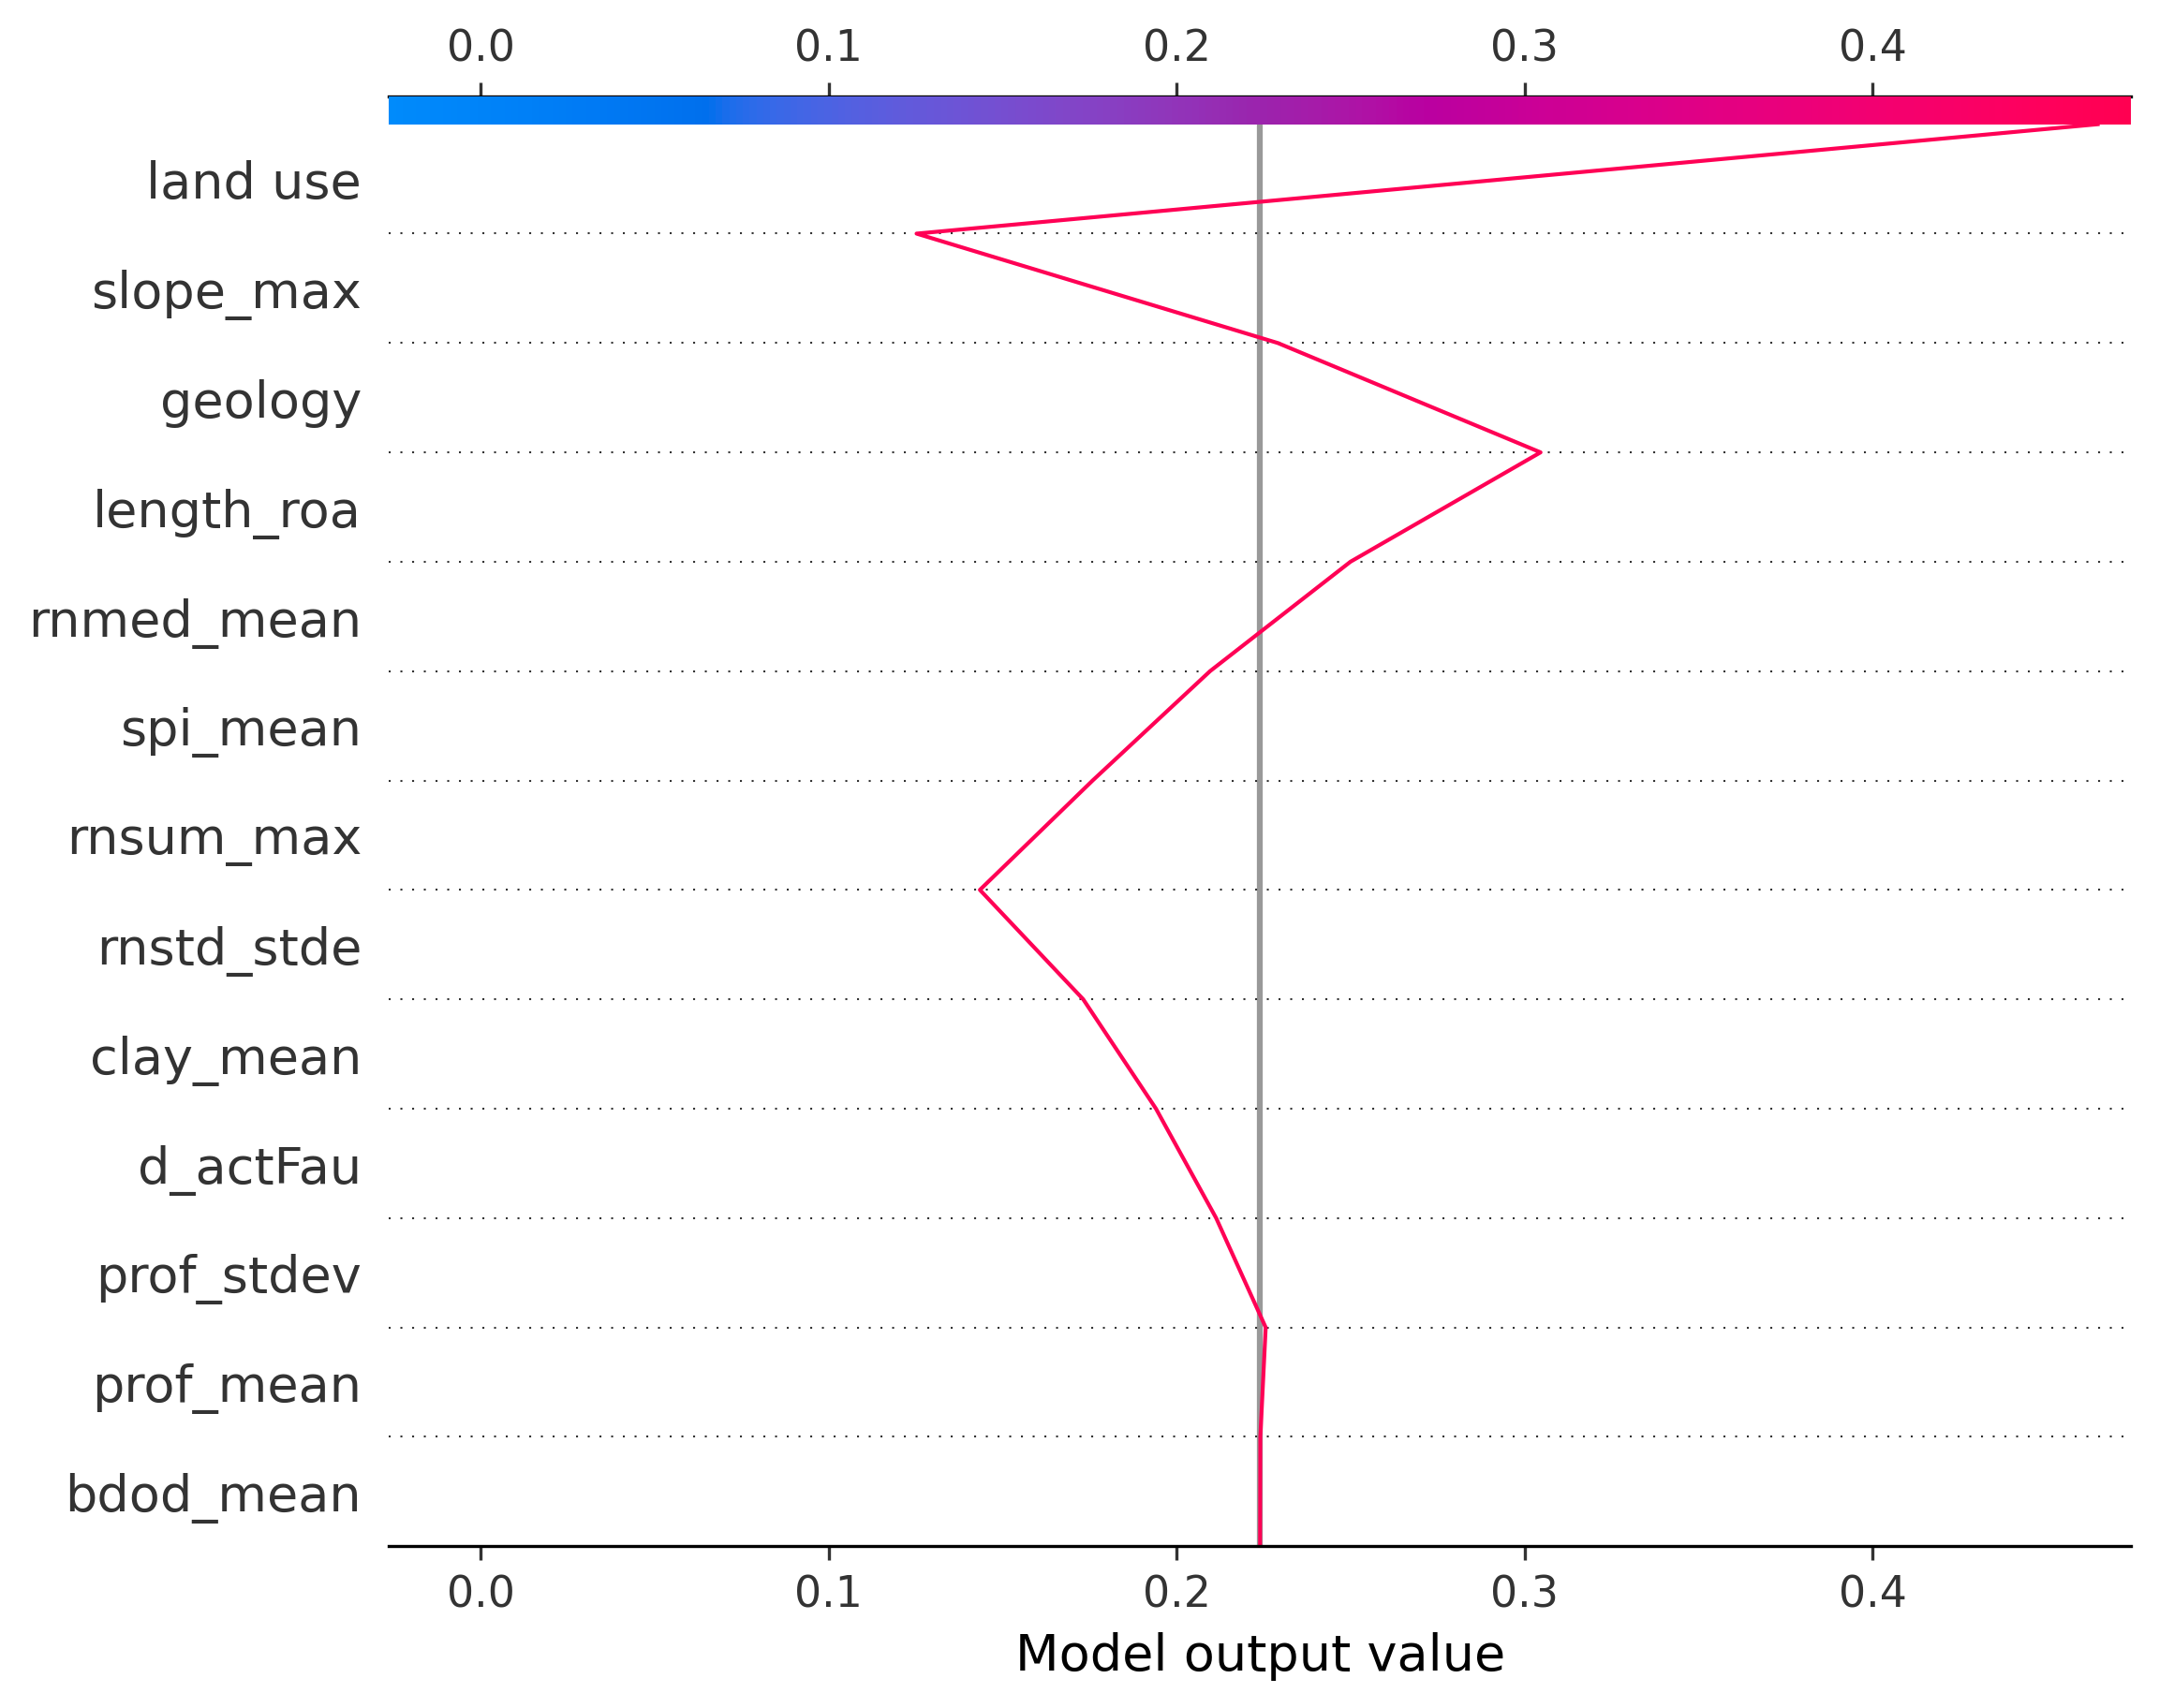 0.0 0.1 0.2 0.3 0.4
land use
slope_max
geology
length_roa
rnmed_mean
spi_mean
rnsum_max
rnstd_stde
clay_mean
d_actFau
prof_stdev
prof_mean
bdod_mean
0.0 0.1 0.2 0.3 0.4
Model output value